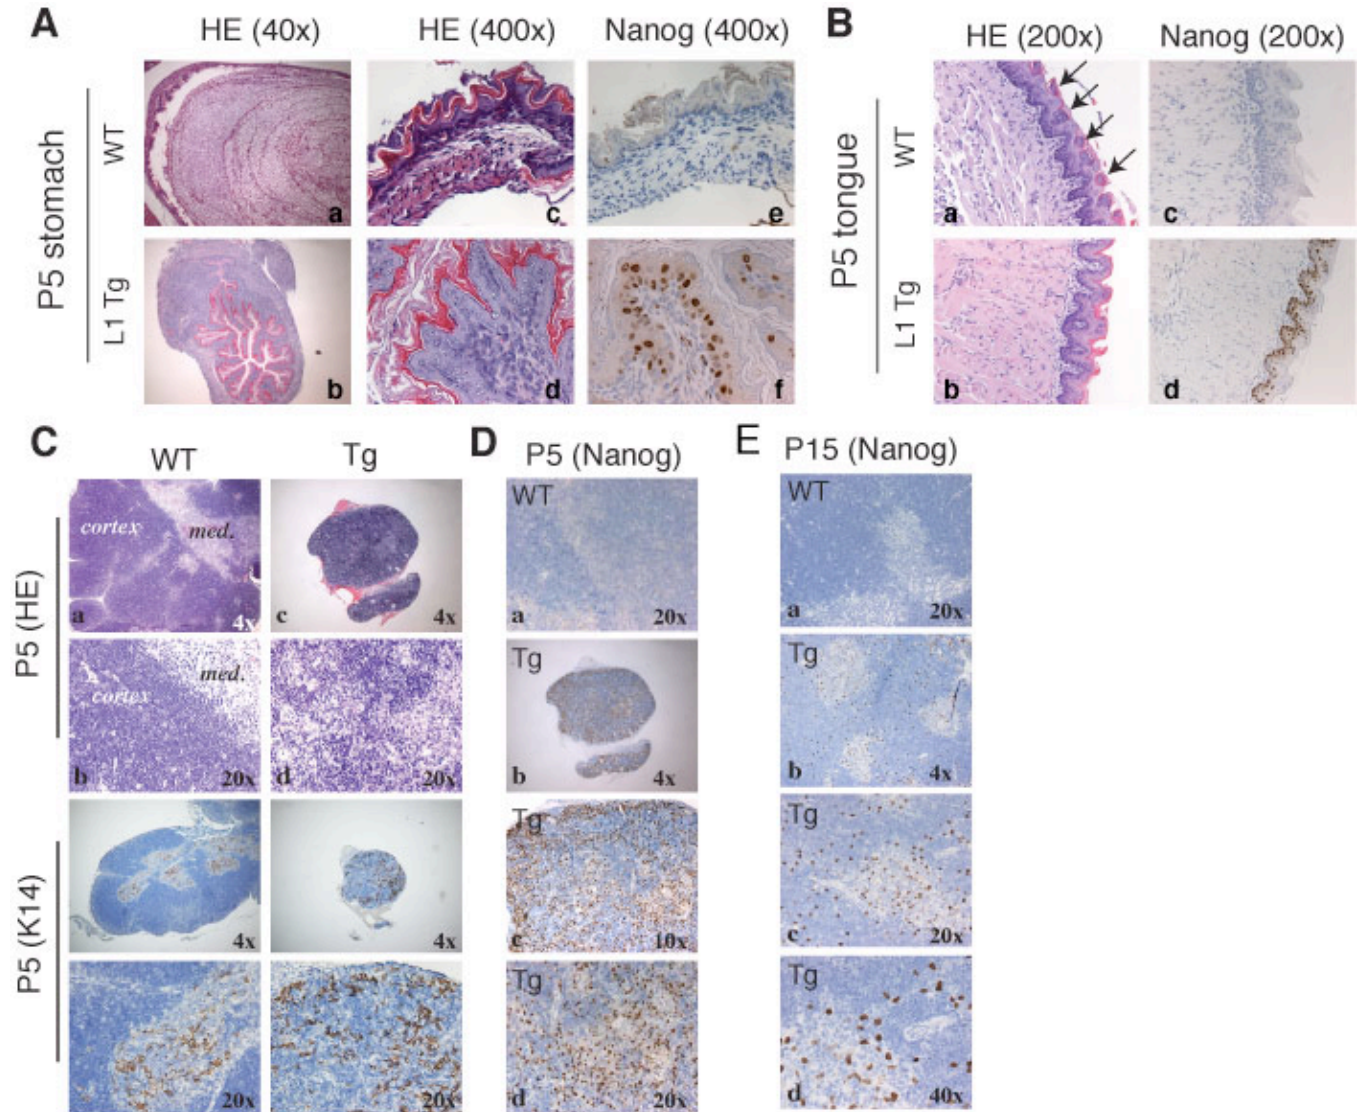 A
HE (40x)
HE (400x)
Nanog (400x)
P5 stomach
WT
a
c
e
L1 Tg
b
d
f
B
HE (200x)
Nanog (200x)
P5 tongue
WT
a
c
L1 Tg
b
d
C
WT
Tg
P5 (HE)
cortex
med.
a
4x
c
4x
cortex
med.
b
20x
d
20x
P5 (K14)
4x
4x
20x
20x
D
P5 (Nanog)
WT
a
20x
Tg
b
4x
Tg
c
10x
Tg
d
20x
E
P15 (Nanog)
WT
a
20x
Tg
b
4x
Tg
c
20x
Tg
d
40x